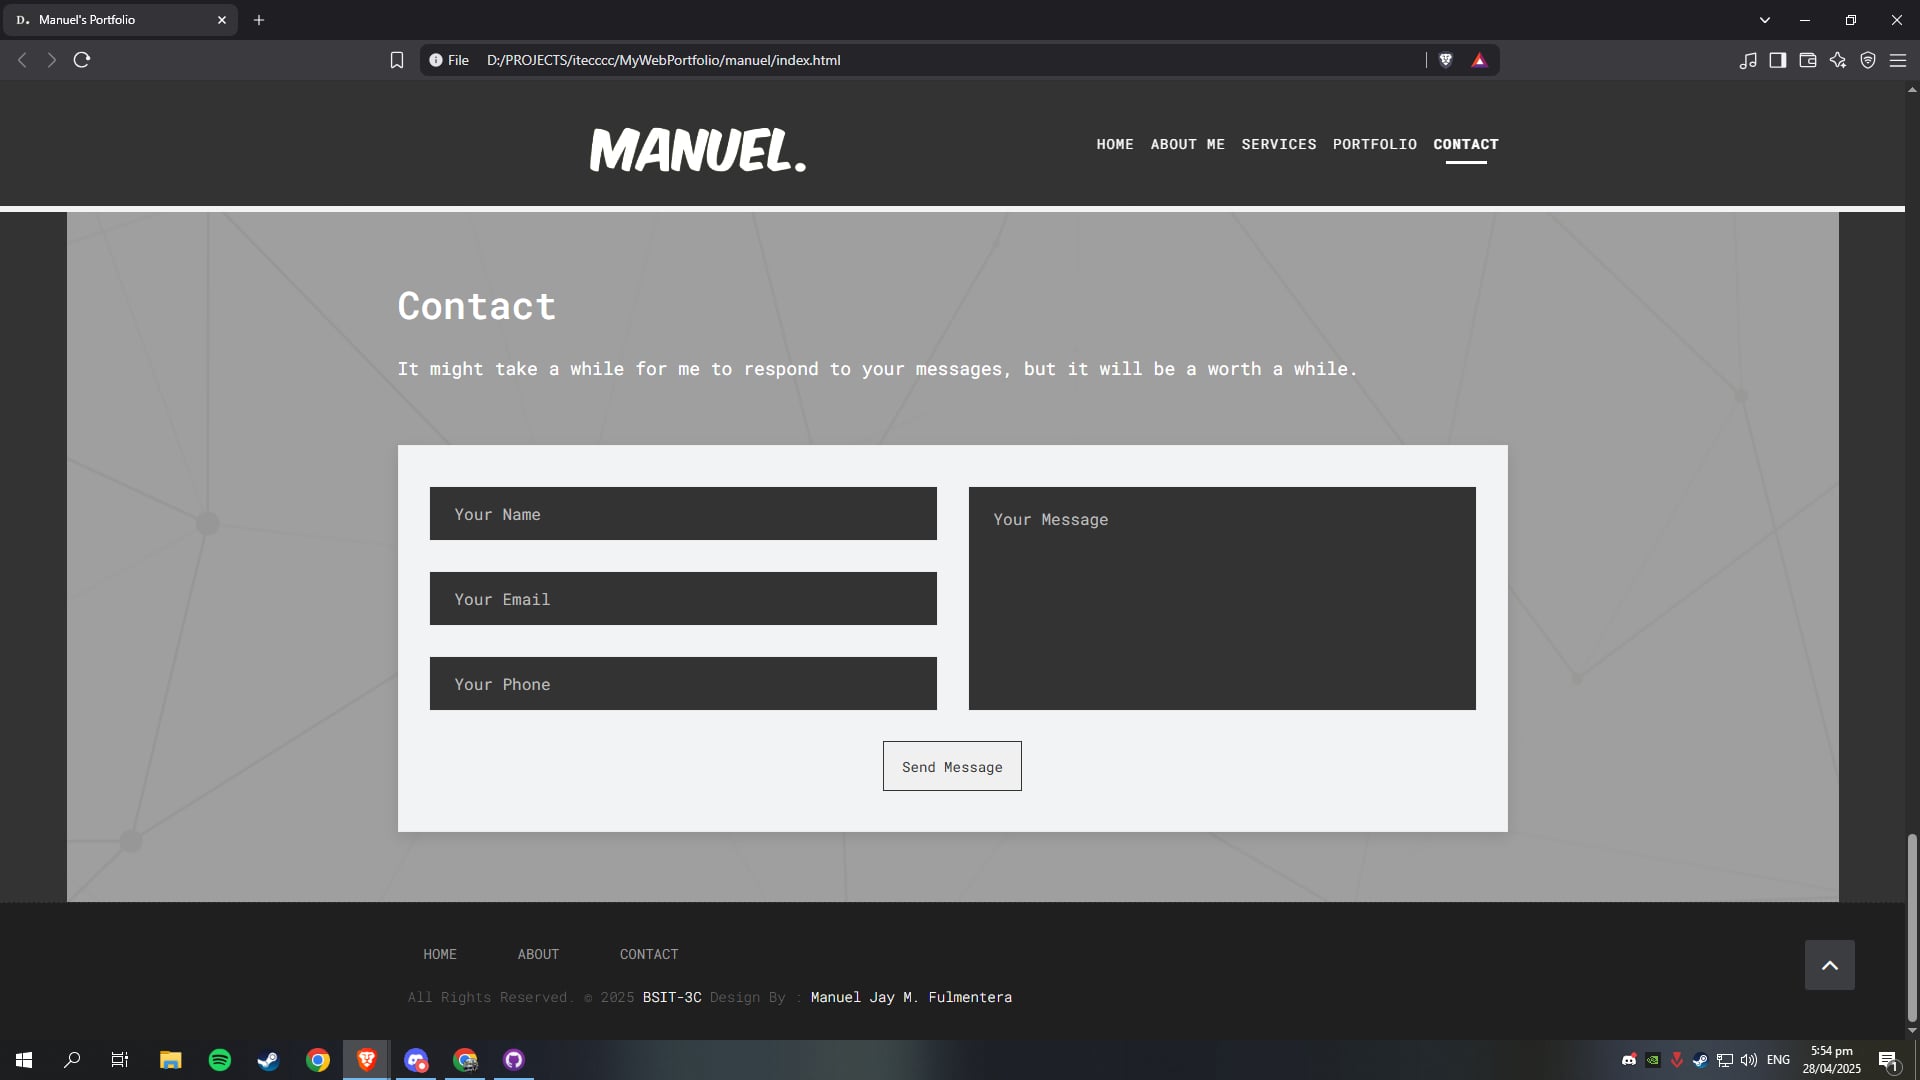 D. Manuel's Portfolio
File D:/PROJECTS/itecccc/MyWebPortfolio/manuel/index.html
MANUEL.
HOME ABOUT ME SERVICES PORTFOLIO CONTACT
Contact
It might take a while for me to respond to your messages, but it will be a worth a while.
Your Name
Your Message
Your Email
Your Phone
Send Message
HOME ABOUT CONTACT
All Rights Reserved. © 2025 BSIT-3C Design By : Manuel Jay M. Fulmentera
ENG
5:54 pm
28/04/2025
1